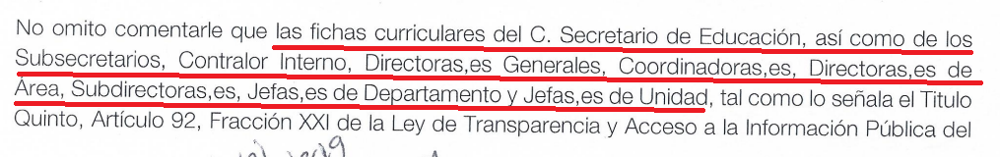 No omito comentarle que las fichas curriculares del C. Secretario de Educación, así como de los
Subsecretarios, Contralor Interno, Directoras,es Generales, Coordinadoras,es, Directoras,es de
Área, Subdirectoras,es, Jefas,es de Departamento y Jefas,es de Unidad, tal como lo señala el Titulo
Quinto, Artículo 92, Fracción XXI de la Ley de Transparencia y Acceso a la Información Pública del